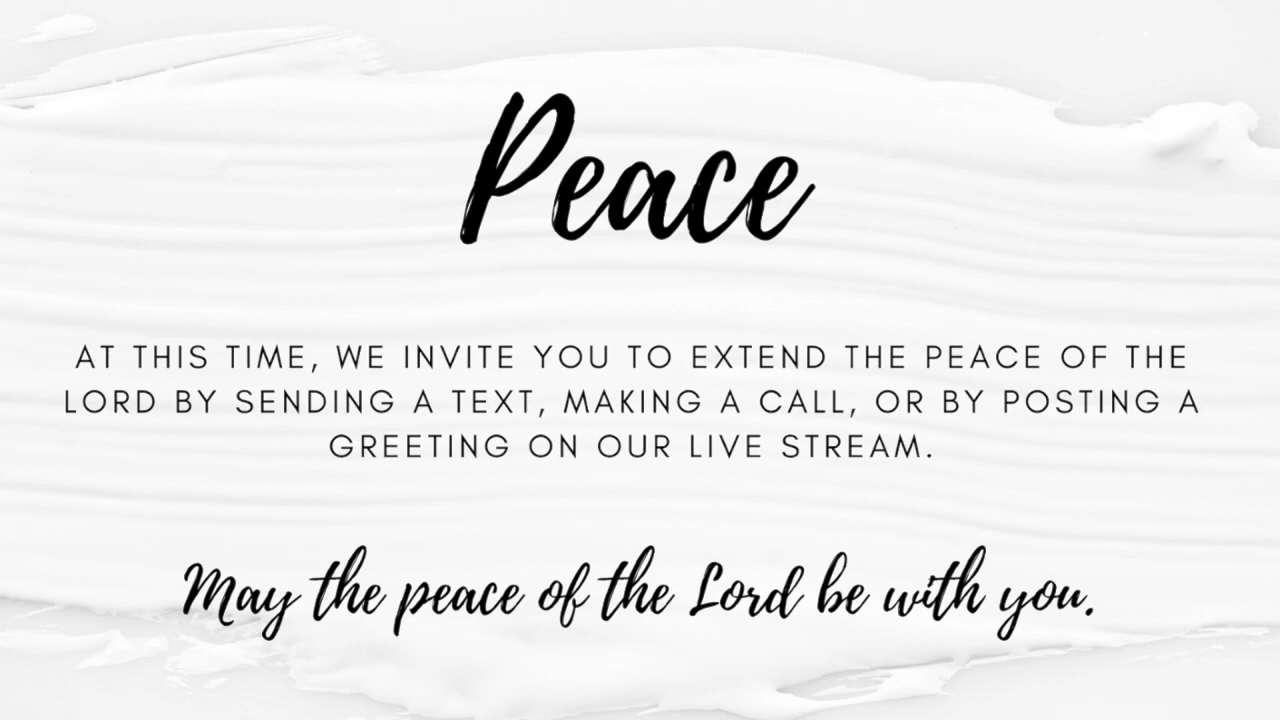 Peace
AT THIS TIME, WE INVITE YOU TO EXTEND THE PEACE OF THE
LORD BY SENDING A TEXT, MAKING A CALL, OR BY POSTING A
GREETING ON OUR LIVE STREAM.
May the peace of the Lord be with you.